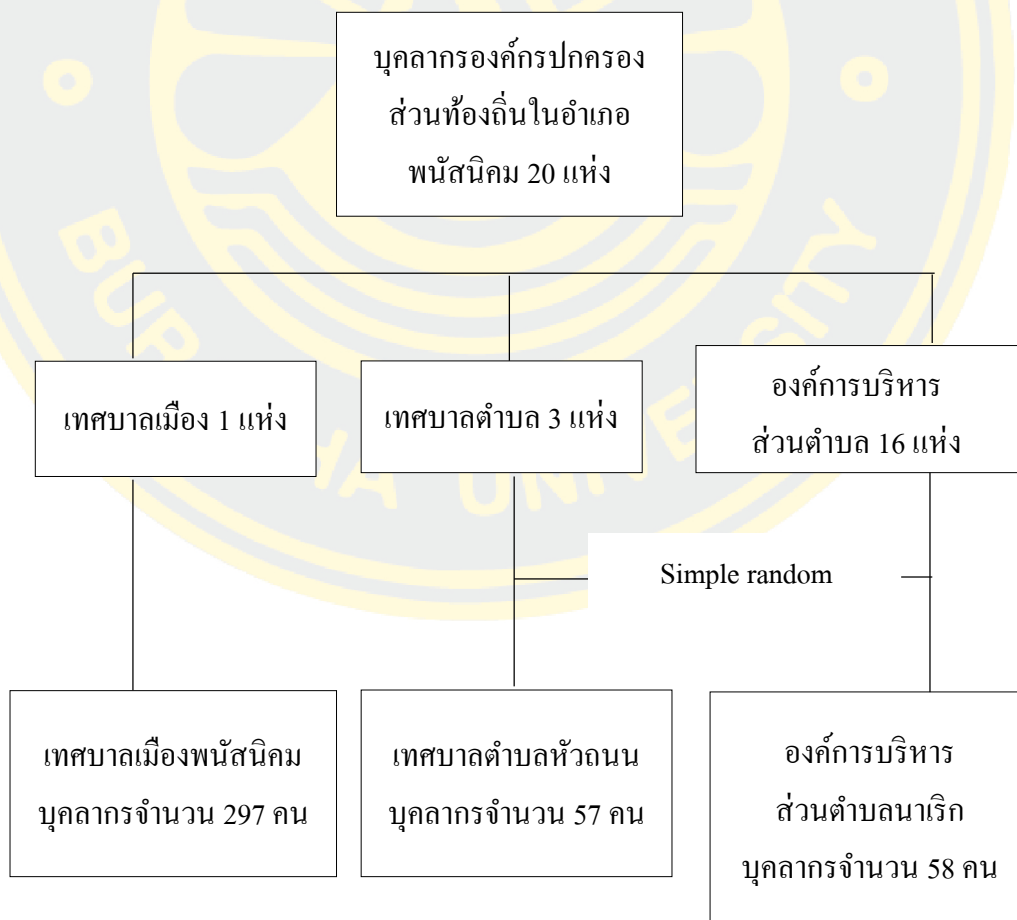 บุคลากรองค์กรปกครอง
ส่วนท้องถิ่นในอำเภอ
พนัสนิคม 20 แห่ง
เทศบาลเมือง 1 แห่ง
เทศบาลตำบล 3 แห่ง
องค์การบริหาร
ส่วนตำบล 16 แห่ง
Simple random
เทศบาลเมืองพนัสนิคม
บุคลากรจำนวน 297 คน
เทศบาลตำบลหัวถนน
บุคลากรจำนวน 57 คน
องค์การบริหาร
ส่วนตำบลนาเริก
บุคลากรจำนวน 58 คน
BURAPHA UNIVERSITY